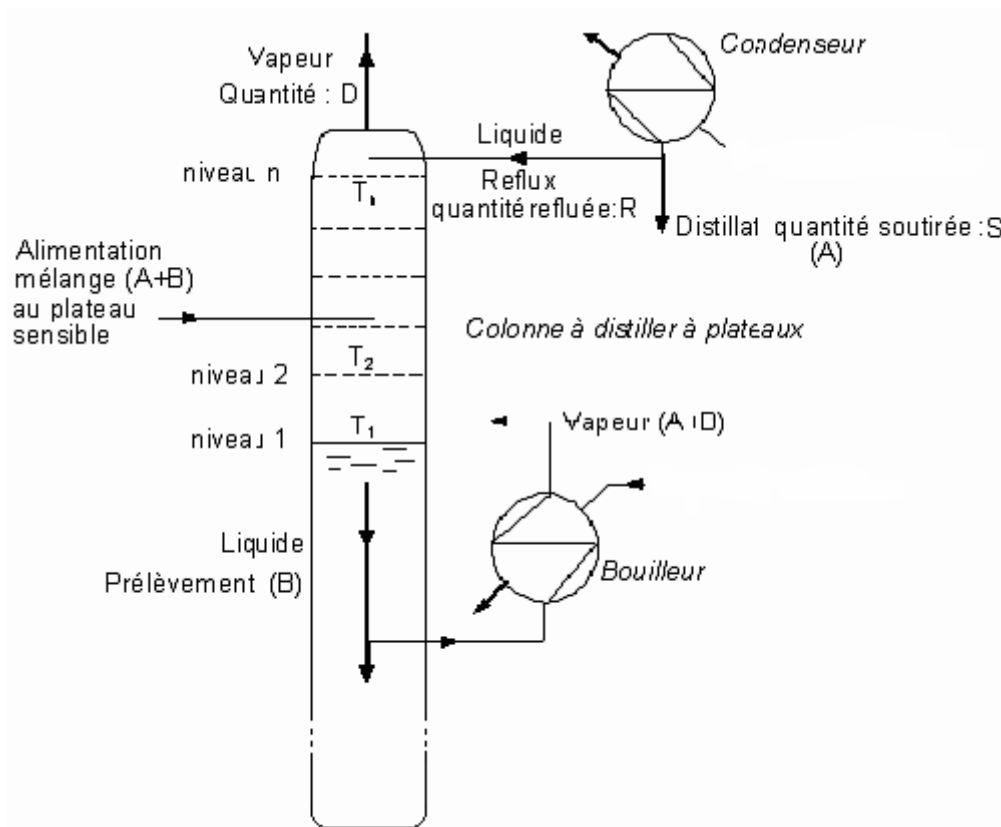 Vapeur
Quantité : D
Condenseur
Liquide
niveau n
Reflux
quantité refluée : R
Distillat quantité soutirée : S
(A)
Alimentation
mélange (A+B)
au plateau
sensible
Colonne à distiller à plateaux
T₂
niveau 2
T₁
niveau 1
Vapeur
Liquide
Prélèvement (B)
Bouilleur